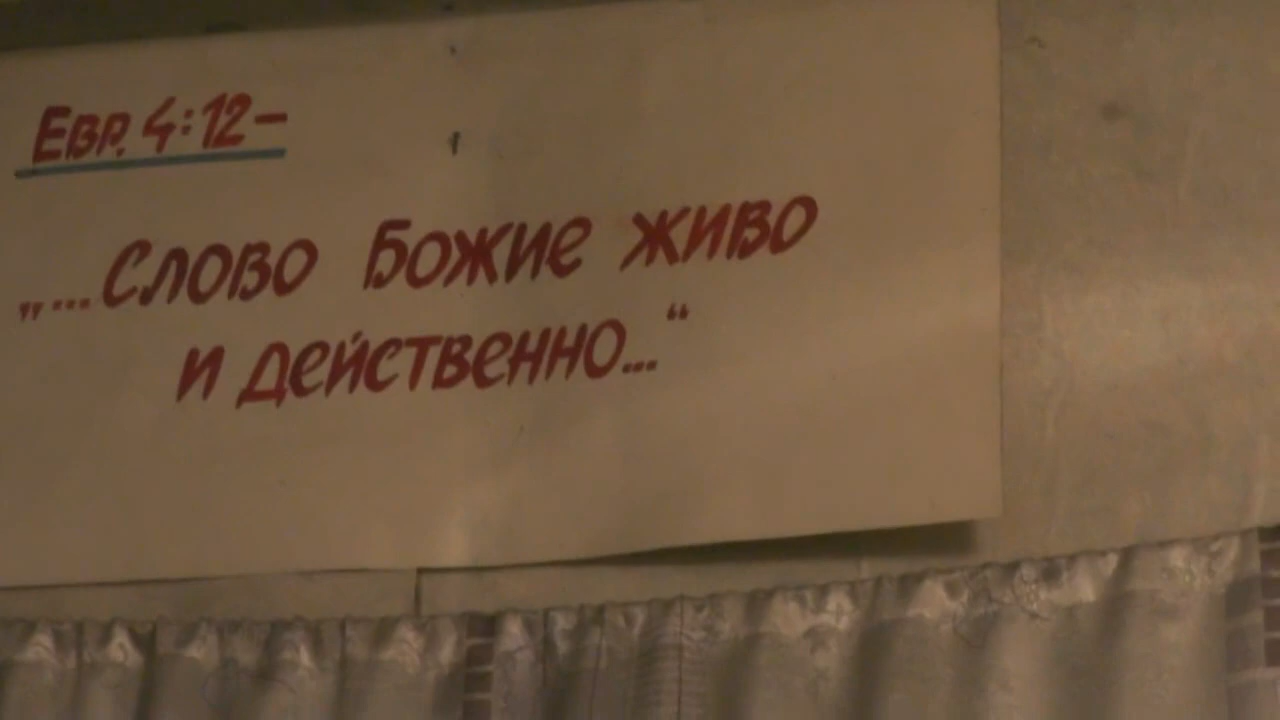 Евр. 4:12-
„...Слово Божие живо
и действенно...“